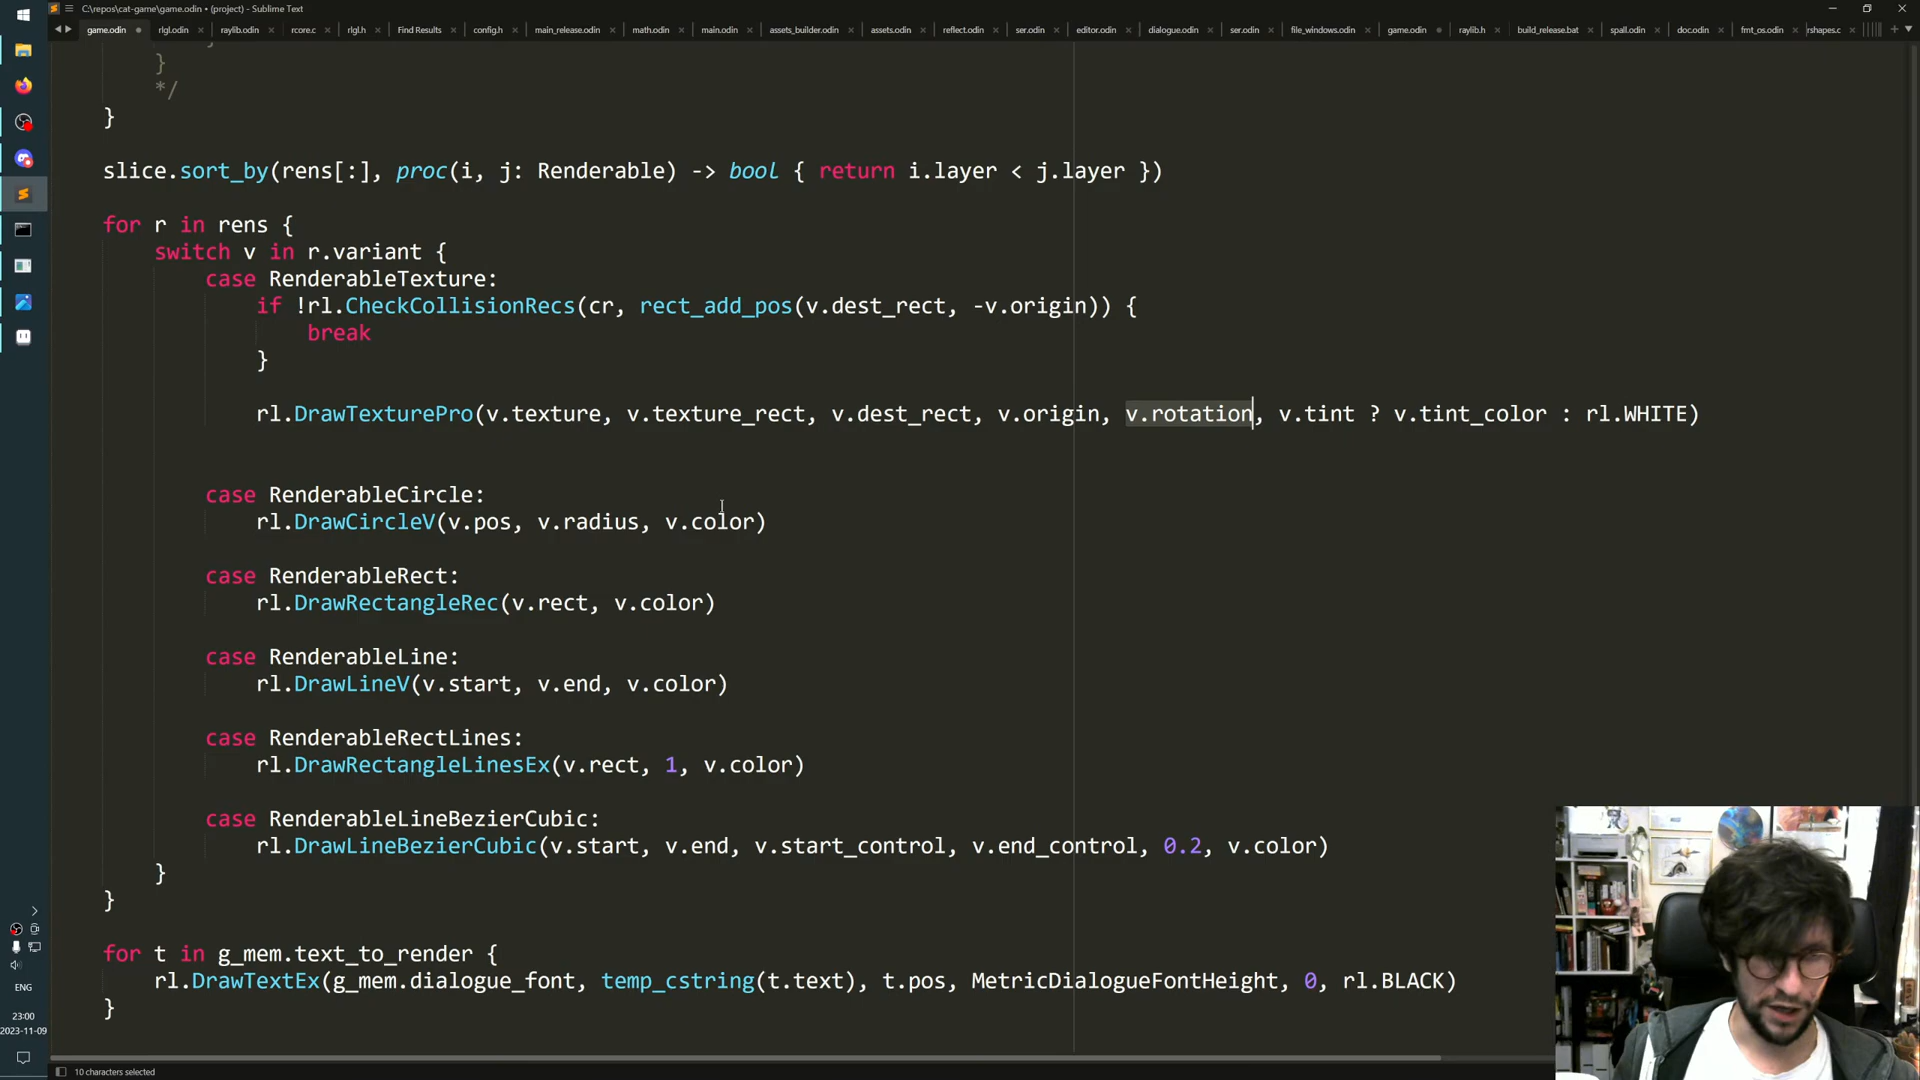 C:\repos\cat-game\game.odin • (project) - Sublime Text
game.odin rlgl.odin raylib.odin rcore.c rlgl.h Find Results config.h main_release.odin math.odin main.odin assets_builder.odin assets.odin reflect.odin ser.odin editor.odin dialogue.odin ser.odin file_windows.odin game.odin raylib.h build_release.bat spall.odin doc.odin fmt_os.odin rshapes.c
}
*/
}
slice.sort_by(rens[:], proc(i, j: Renderable) -> bool { return i.layer < j.layer })
for r in rens {
switch v in r.variant {
case RenderableTexture:
if !rl.CheckCollisionRecs(cr, rect_add_pos(v.dest_rect, -v.origin)) {
break
}
rl.DrawTexturePro(v.texture, v.texture_rect, v.dest_rect, v.origin, v.rotation, v.tint ? v.tint_color : rl.WHITE)
case RenderableCircle:
rl.DrawCircleV(v.pos, v.radius, v.color)
case RenderableRect:
rl.DrawRectangleRec(v.rect, v.color)
case RenderableLine:
rl.DrawLineV(v.start, v.end, v.color)
case RenderableRectLines:
rl.DrawRectangleLinesEx(v.rect, 1, v.color)
case RenderableLineBezierCubic:
rl.DrawLineBezierCubic(v.start, v.end, v.start_control, v.end_control, 0.2, v.color)
}
}
for t in g_mem.text_to_render {
rl.DrawTextEx(g_mem.dialogue_font, temp_cstring(t.text), t.pos, MetricDialogueFontHeight, 0, rl.BLACK)
}
ENG
23:00
2023-11-09
10 characters selected